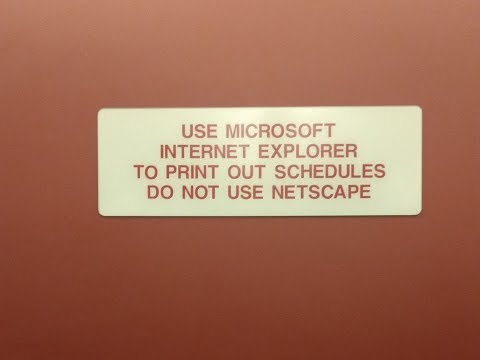 USE MICROSOFT
INTERNET EXPLORER
TO PRINT OUT SCHEDULES
DO NOT USE NETSCAPE